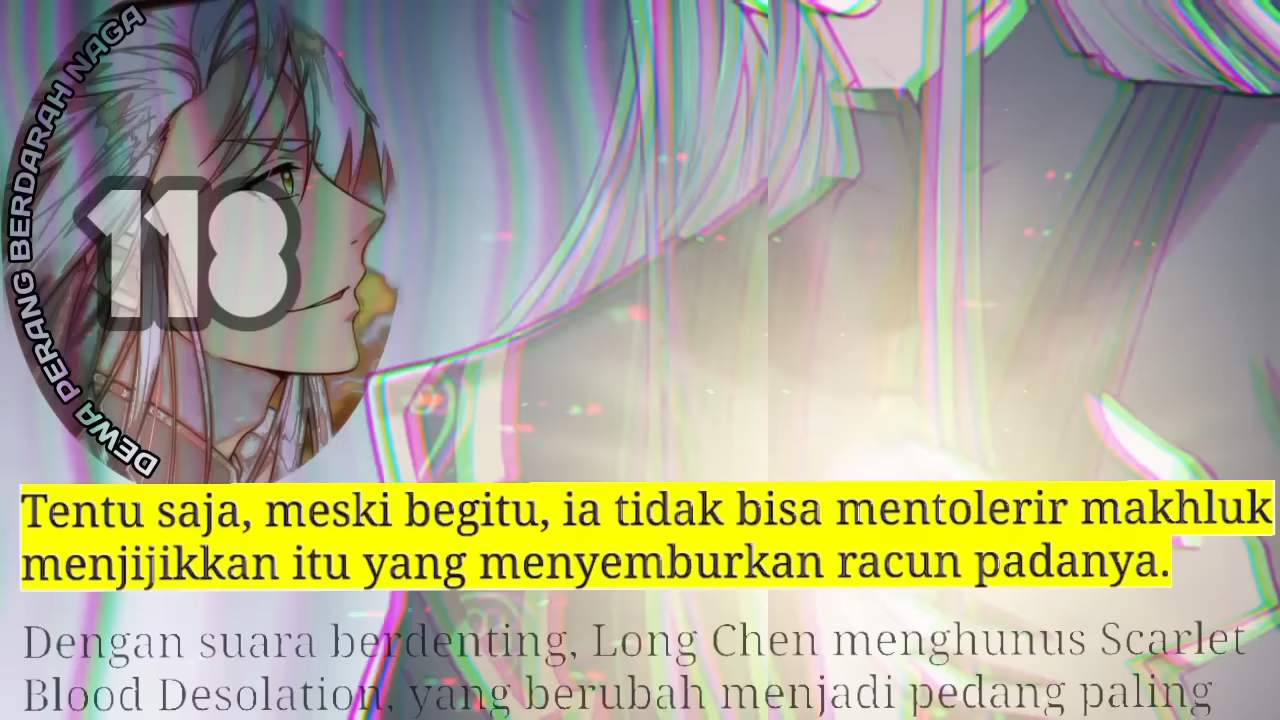 DEWA PERANG BERDARAH NAGA
118
Tentu saja, meski begitu, ia tidak bisa mentolerir makhluk
menjijikkan itu yang menyemburkan racun padanya.
Dengan suara berdenting, Long Chen menghunus Scarlet
Blood Desolation, yang berubah menjadi pedang paling